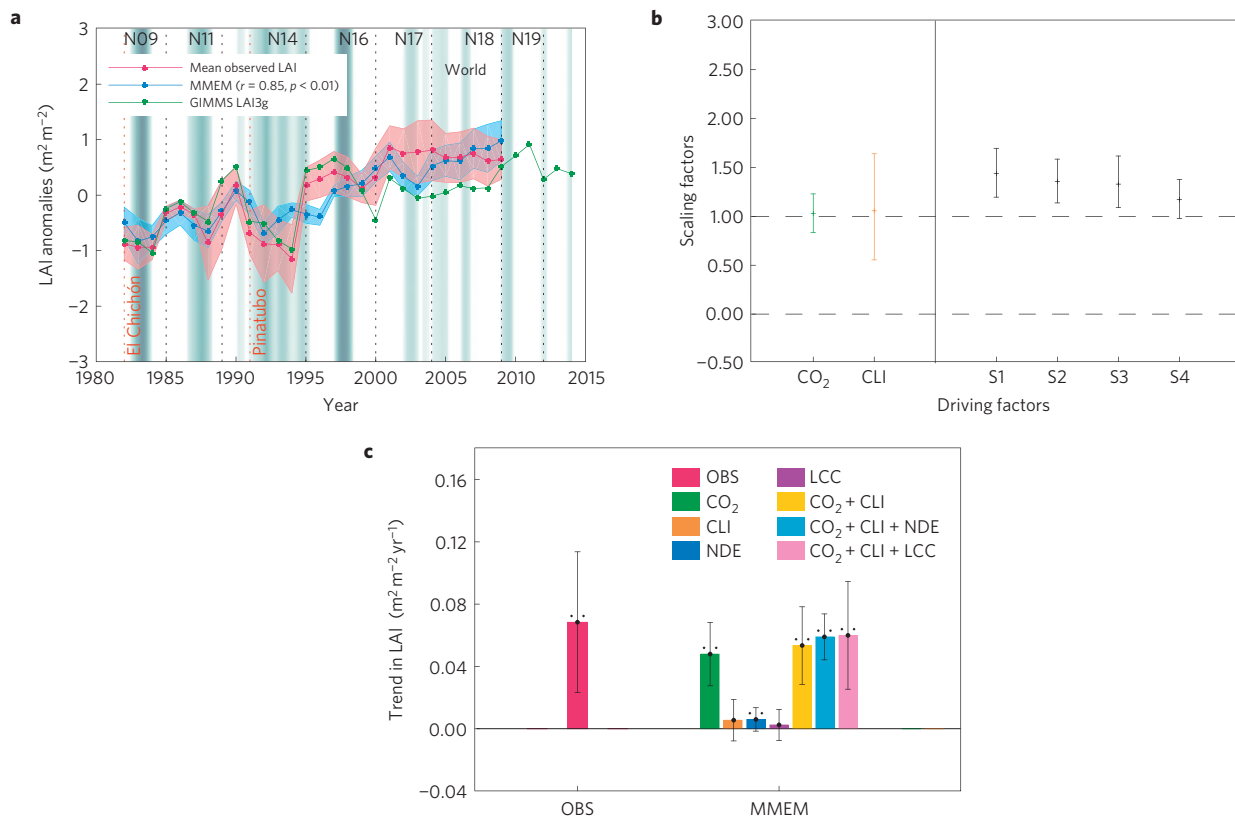 a
3
2
1
0
−1
−2
−3
LAI anomalies (m² m⁻²)
N09
N11
N14
N16
N17
N18
N19
World
Mean observed LAI
MMEM (r = 0.85, p < 0.01)
GIMMS LAI3g
El Chichón
Pinatubo
1980
1985
1990
1995
2000
2005
2010
2015
Year
b
3.00
2.50
2.00
1.50
1.00
0.50
0.00
−0.50
Scaling factors
CO₂
CLI
S1
S2
S3
S4
Driving factors
c
0.16
0.12
0.08
0.04
0.00
−0.04
Trend in LAI (m² m⁻² yr⁻¹)
OBS
CO₂
CLI
NDE
LCC
CO₂ + CLI
CO₂ + CLI + NDE
CO₂ + CLI + LCC
OBS
MMEM